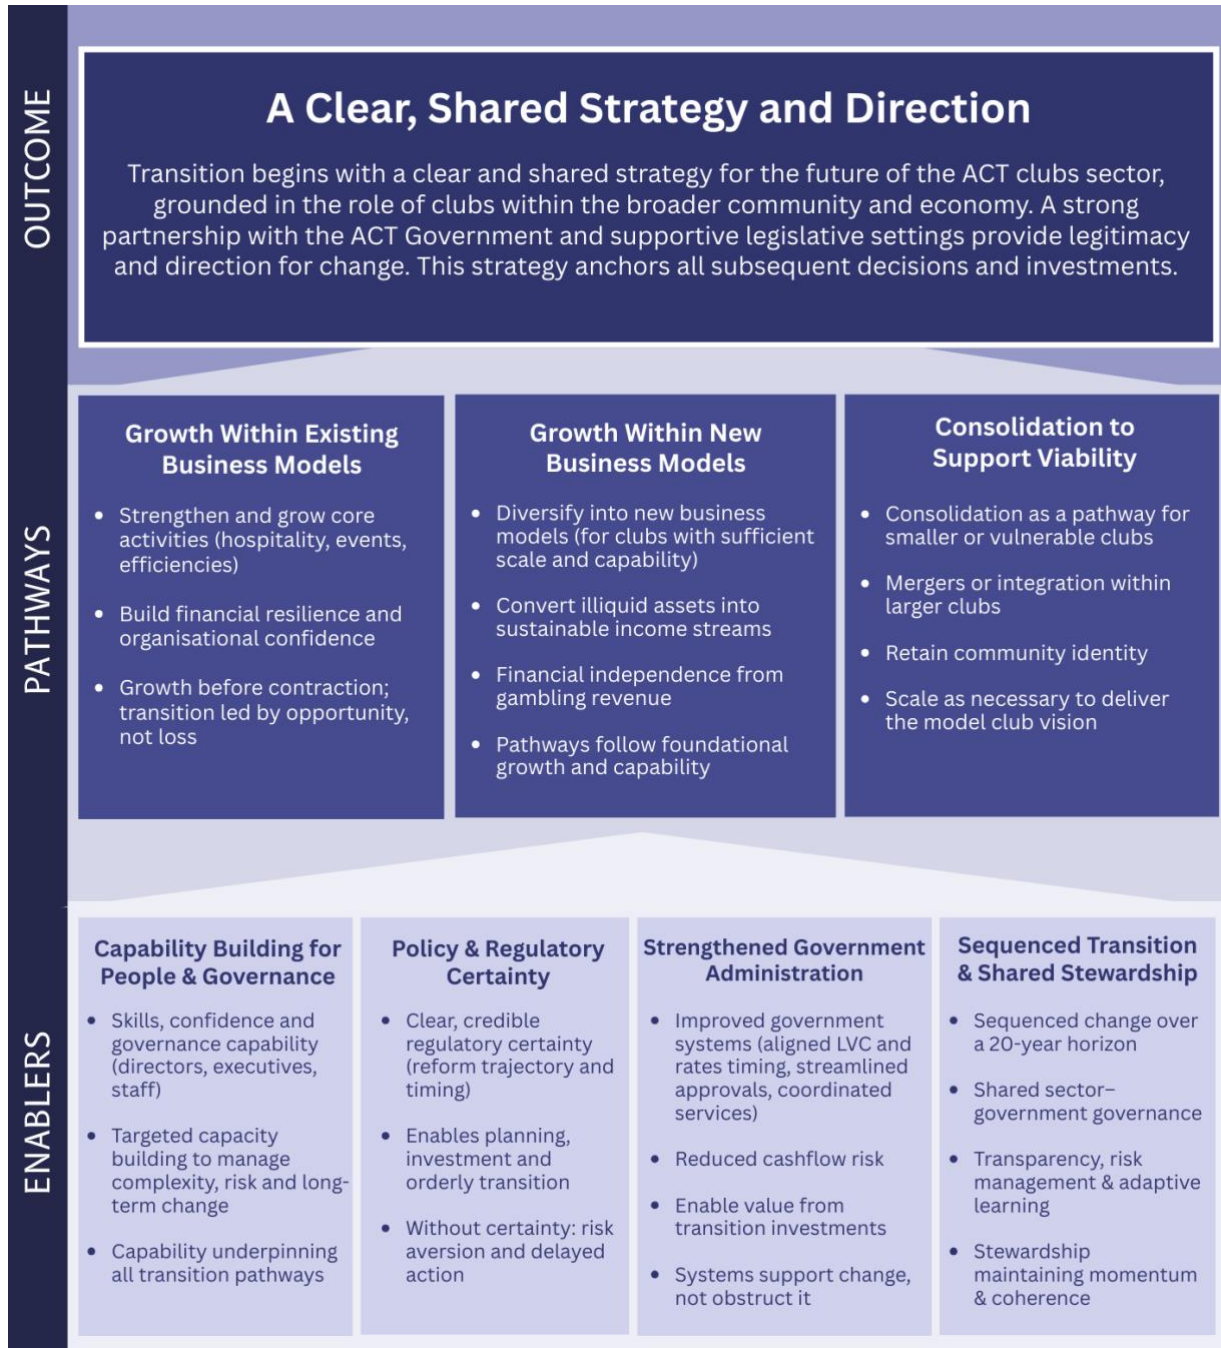 OUTCOME
A Clear, Shared Strategy and Direction
Transition begins with a clear and shared strategy for the future of the ACT clubs sector,
grounded in the role of clubs within the broader community and economy. A strong
partnership with the ACT Government and supportive legislative settings provide legitimacy
and direction for change. This strategy anchors all subsequent decisions and investments.
PATHWAYS
Growth Within Existing
Business Models
• Strengthen and grow core
activities (hospitality, events,
efficiencies)
• Build financial resilience and
organisational confidence
• Growth before contraction;
transition led by opportunity,
not loss
Growth Within New
Business Models
• Diversify into new business
models (for clubs with sufficient
scale and capability)
• Convert illiquid assets into
sustainable income streams
• Financial independence from
gambling revenue
• Pathways follow foundational
growth and capability
Consolidation to
Support Viability
• Consolidation as a pathway for
smaller or vulnerable clubs
• Mergers or integration within
larger clubs
• Retain community identity
• Scale as necessary to deliver
the model club vision
ENABLERS
Capability Building for
People & Governance
• Skills, confidence and
governance capability
(directors, executives,
staff)
• Targeted capacity
building to manage
complexity, risk and long-
term change
• Capability underpinning
all transition pathways
Policy & Regulatory
Certainty
• Clear, credible
regulatory certainty
(reform trajectory and
timing)
• Enables planning,
investment and
orderly transition
• Without certainty: risk
aversion and delayed
action
Strengthened Government
Administration
• Improved government
systems (aligned LVC and
rates timing, streamlined
approvals, coordinated
services)
• Reduced cashflow risk
• Enable value from
transition investments
• Systems support change,
not obstruct it
Sequenced Transition
& Shared Stewardship
• Sequenced change over
a 20-year horizon
• Shared sector–
government governance
• Transparency, risk
management & adaptive
learning
• Stewardship
maintaining momentum
& coherence